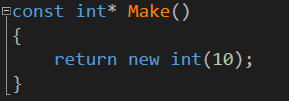 const int* Make()
{
    return new int(10);
}